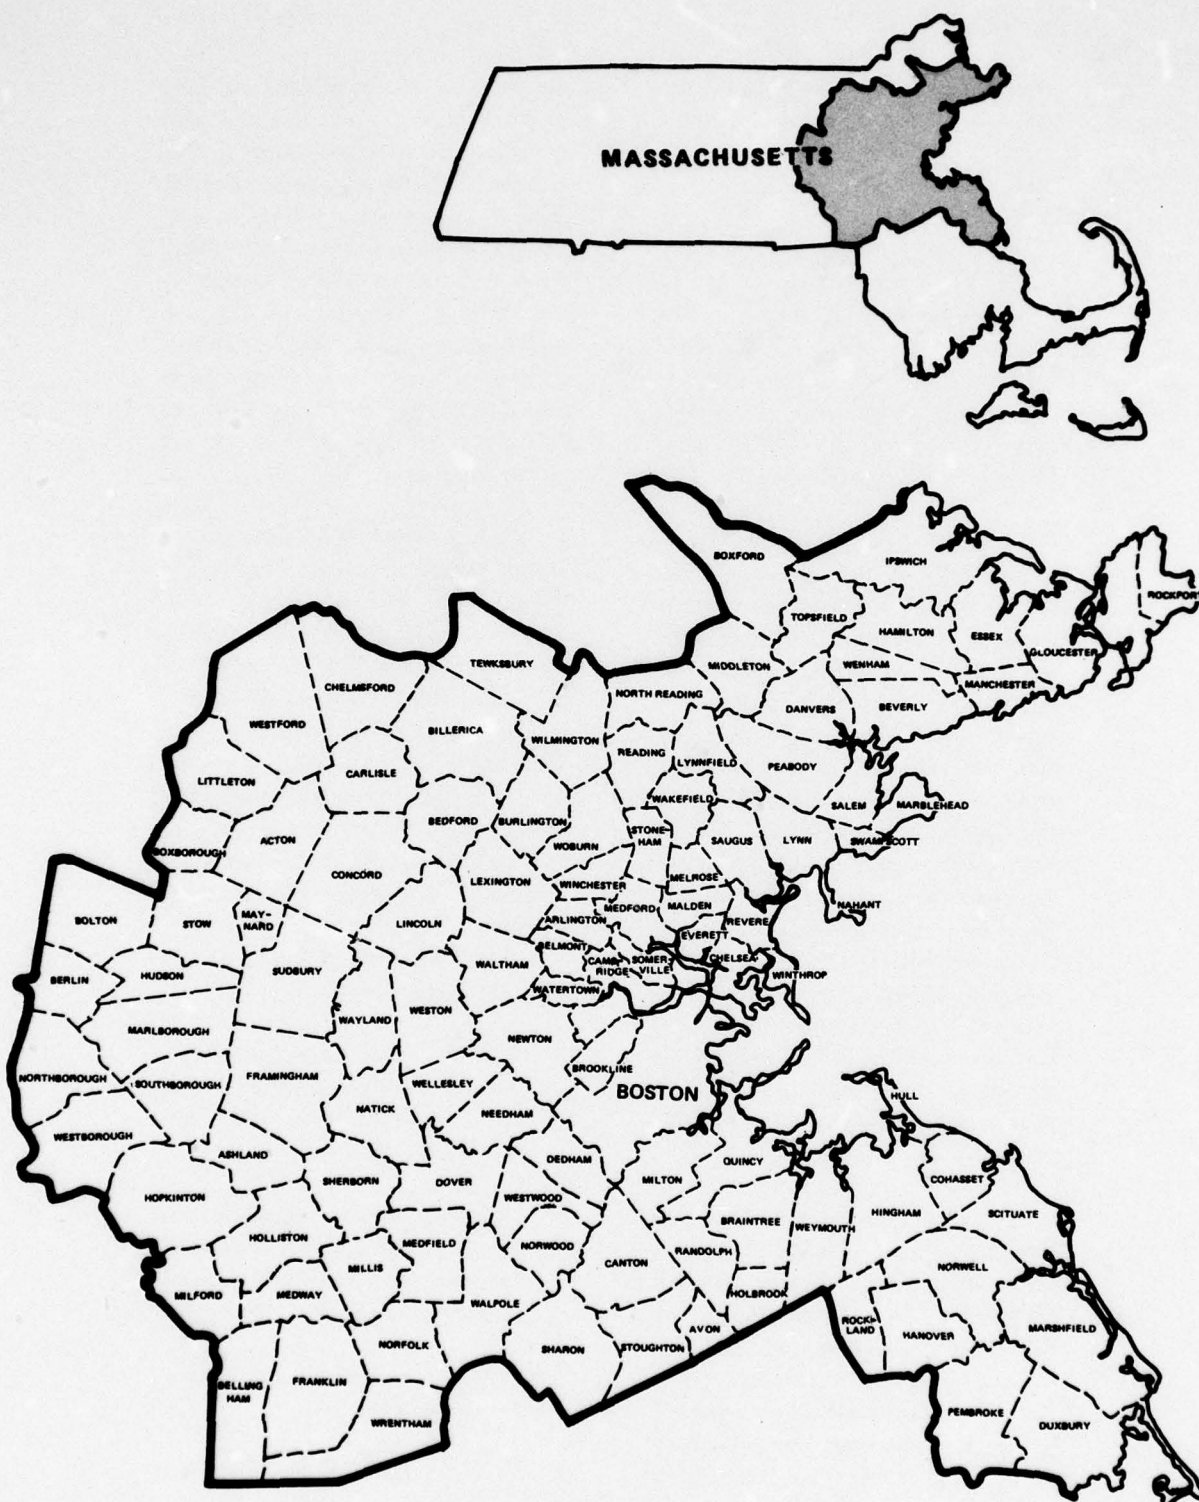 MASSACHUSETTS
BOXFORD
IPSWICH
ROCKPORT
TOPSFIELD
HAMILTON
ESSEX
GLOUCESTER
TEWKSBURY
MIDDLETON
WENHAM
MANCHESTER
CHELMSFORD
NORTH READING
DANVERS
BEVERLY
WESTFORD
BILLERICA
WILMINGTON
READING
LYNNFIELD
PEABODY
LITTLETON
CARLISLE
WAKEFIELD
SALEM
MARBLEHEAD
BEDFORD
BURLINGTON
STONE-
HAM
SAUGUS
LYNN
SWAMPSCOTT
BOXBOROUGH
ACTON
WOBURN
CONCORD
LEXINGTON
WINCHESTER
MELROSE
NAHANT
BOLTON
STOW
MAY-
NARD
LINCOLN
ARLINGTON
MEDFORD
MALDEN
REVERE
EVERETT
BERLIN
HUDSON
SUDBURY
WALTHAM
BELMONT
CAMB
RIDGE
SOMER
VILLE
CHELSEA
WINTHROP
WATERTOWN
MARLBOROUGH
WAYLAND
WESTON
NEWTON
NORTHBOROUGH
SOUTHBOROUGH
FRAMINGHAM
WELLESLEY
BROOKLINE
BOSTON
HULL
NATICK
NEEDHAM
WESTBOROUGH
ASHLAND
DEDHAM
QUINCY
HOPKINTON
SHERBORN
DOVER
WESTWOOD
MILTON
COHASSET
HOLLISTON
MEDFIELD
NORWOOD
BRAINTREE
WEYMOUTH
HINGHAM
SCITUATE
MILLIS
CANTON
RANDOLPH
NORWELL
MILFORD
MEDWAY
WALPOLE
HOLBROOK
NORFOLK
SHARON
STOUGHTON
AVON
ROCK-
LAND
HANOVER
MARSHFIELD
BELLING
HAM
FRANKLIN
WRENTHAM
PEMBROKE
DUXBURY